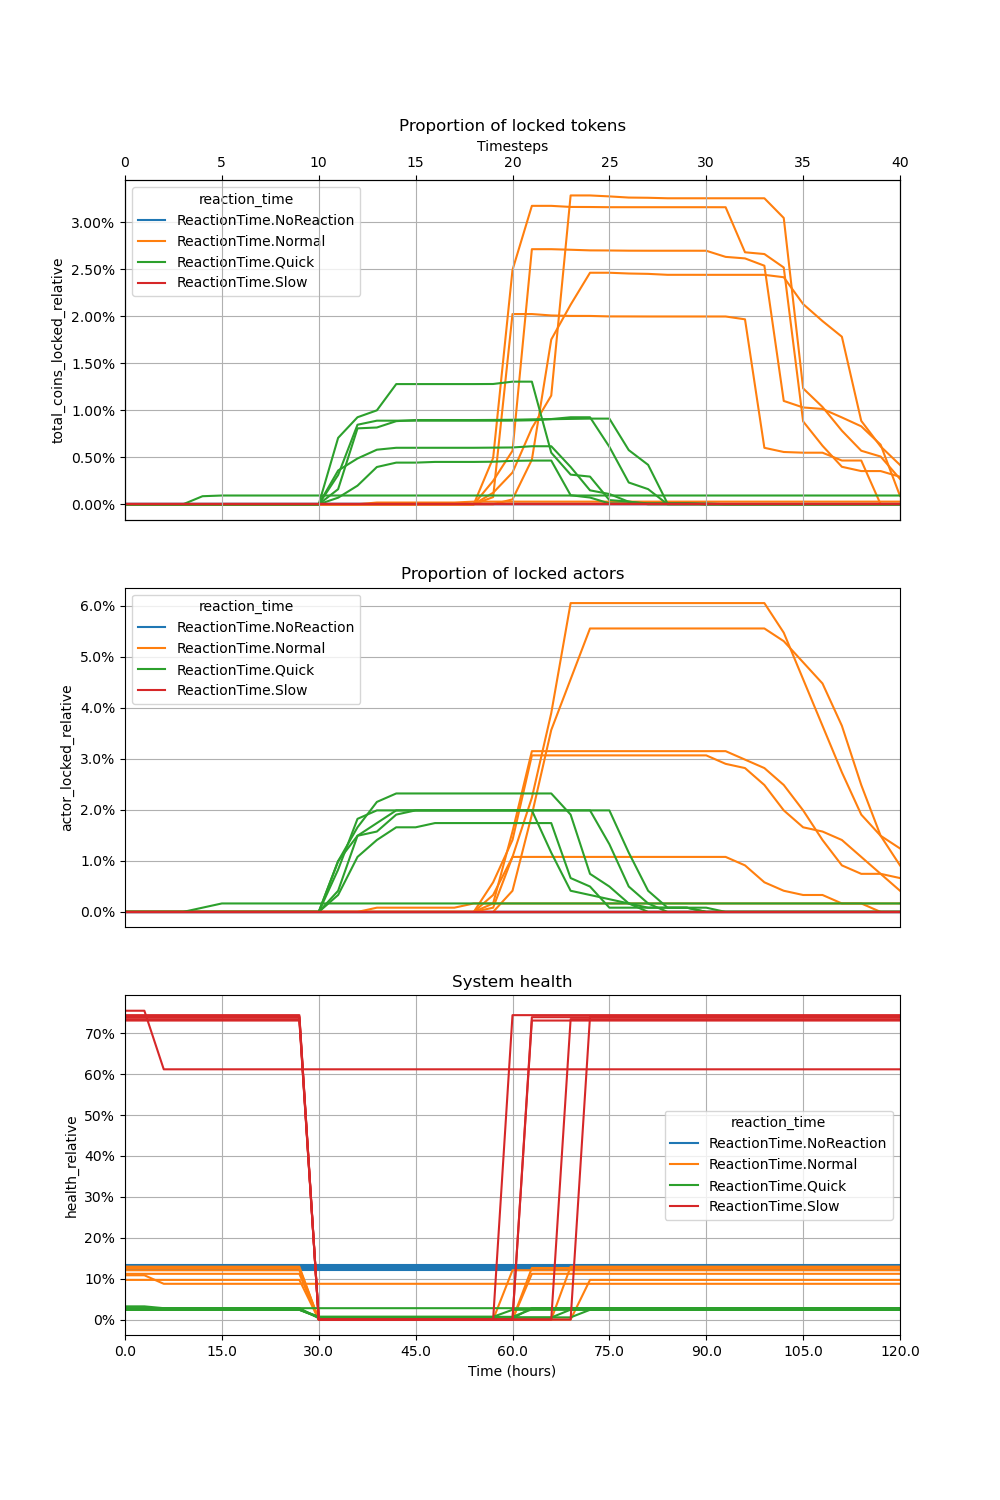 Proportion of locked tokens
Timesteps
0 5 10 15 20 25 30 35 40
total_coins_locked_relative
3.00%
2.50%
2.00%
1.50%
1.00%
0.50%
0.00%
reaction_time
ReactionTime.NoReaction
ReactionTime.Normal
ReactionTime.Quick
ReactionTime.Slow
Proportion of locked actors
actor_locked_relative
6.0%
5.0%
4.0%
3.0%
2.0%
1.0%
0.0%
reaction_time
ReactionTime.NoReaction
ReactionTime.Normal
ReactionTime.Quick
ReactionTime.Slow
System health
health_relative
70%
60%
50%
40%
30%
20%
10%
0%
reaction_time
ReactionTime.NoReaction
ReactionTime.Normal
ReactionTime.Quick
ReactionTime.Slow
0.0 15.0 30.0 45.0 60.0 75.0 90.0 105.0 120.0
Time (hours)